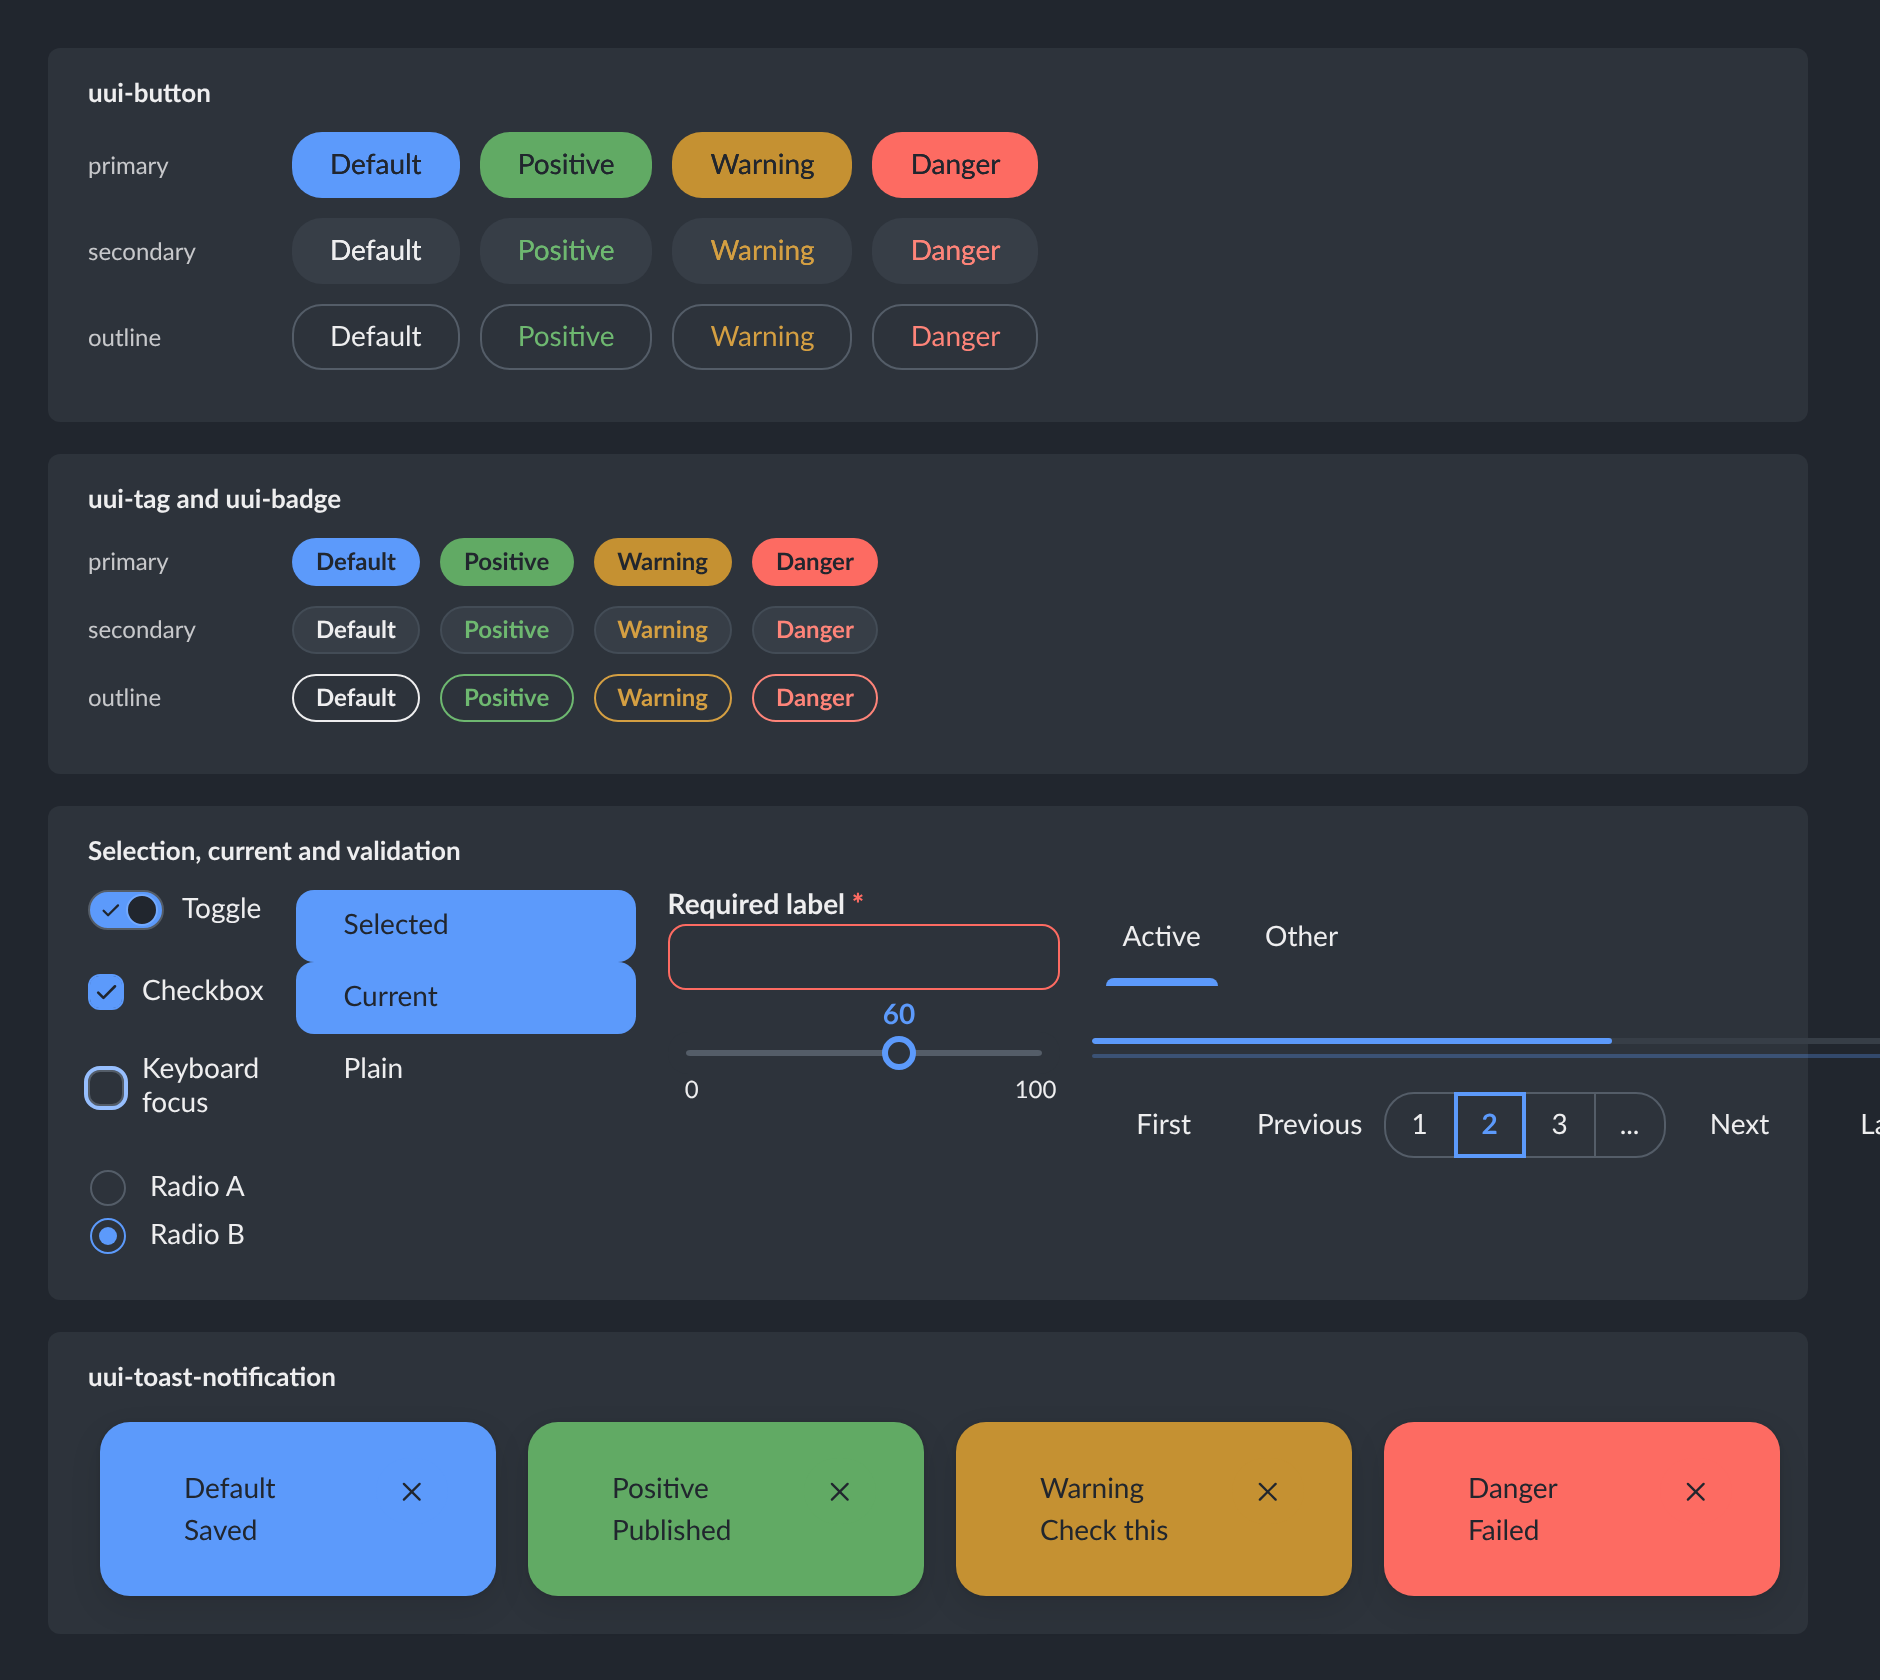 uui-button
primary Default Positive Warning Danger
secondary Default Positive Warning Danger
outline Default Positive Warning Danger
uui-tag and uui-badge
primary Default Positive Warning Danger
secondary Default Positive Warning Danger
outline Default Positive Warning Danger
Selection, current and validation
Toggle
Checkbox
Keyboard
focus
Radio A
Radio B
Selected
Current
Plain
Required label *
60
0 100
Active Other
First Previous 1 2 3 ... Next
uui-toast-notification
Default
Saved
Positive
Published
Warning
Check this
Danger
Failed